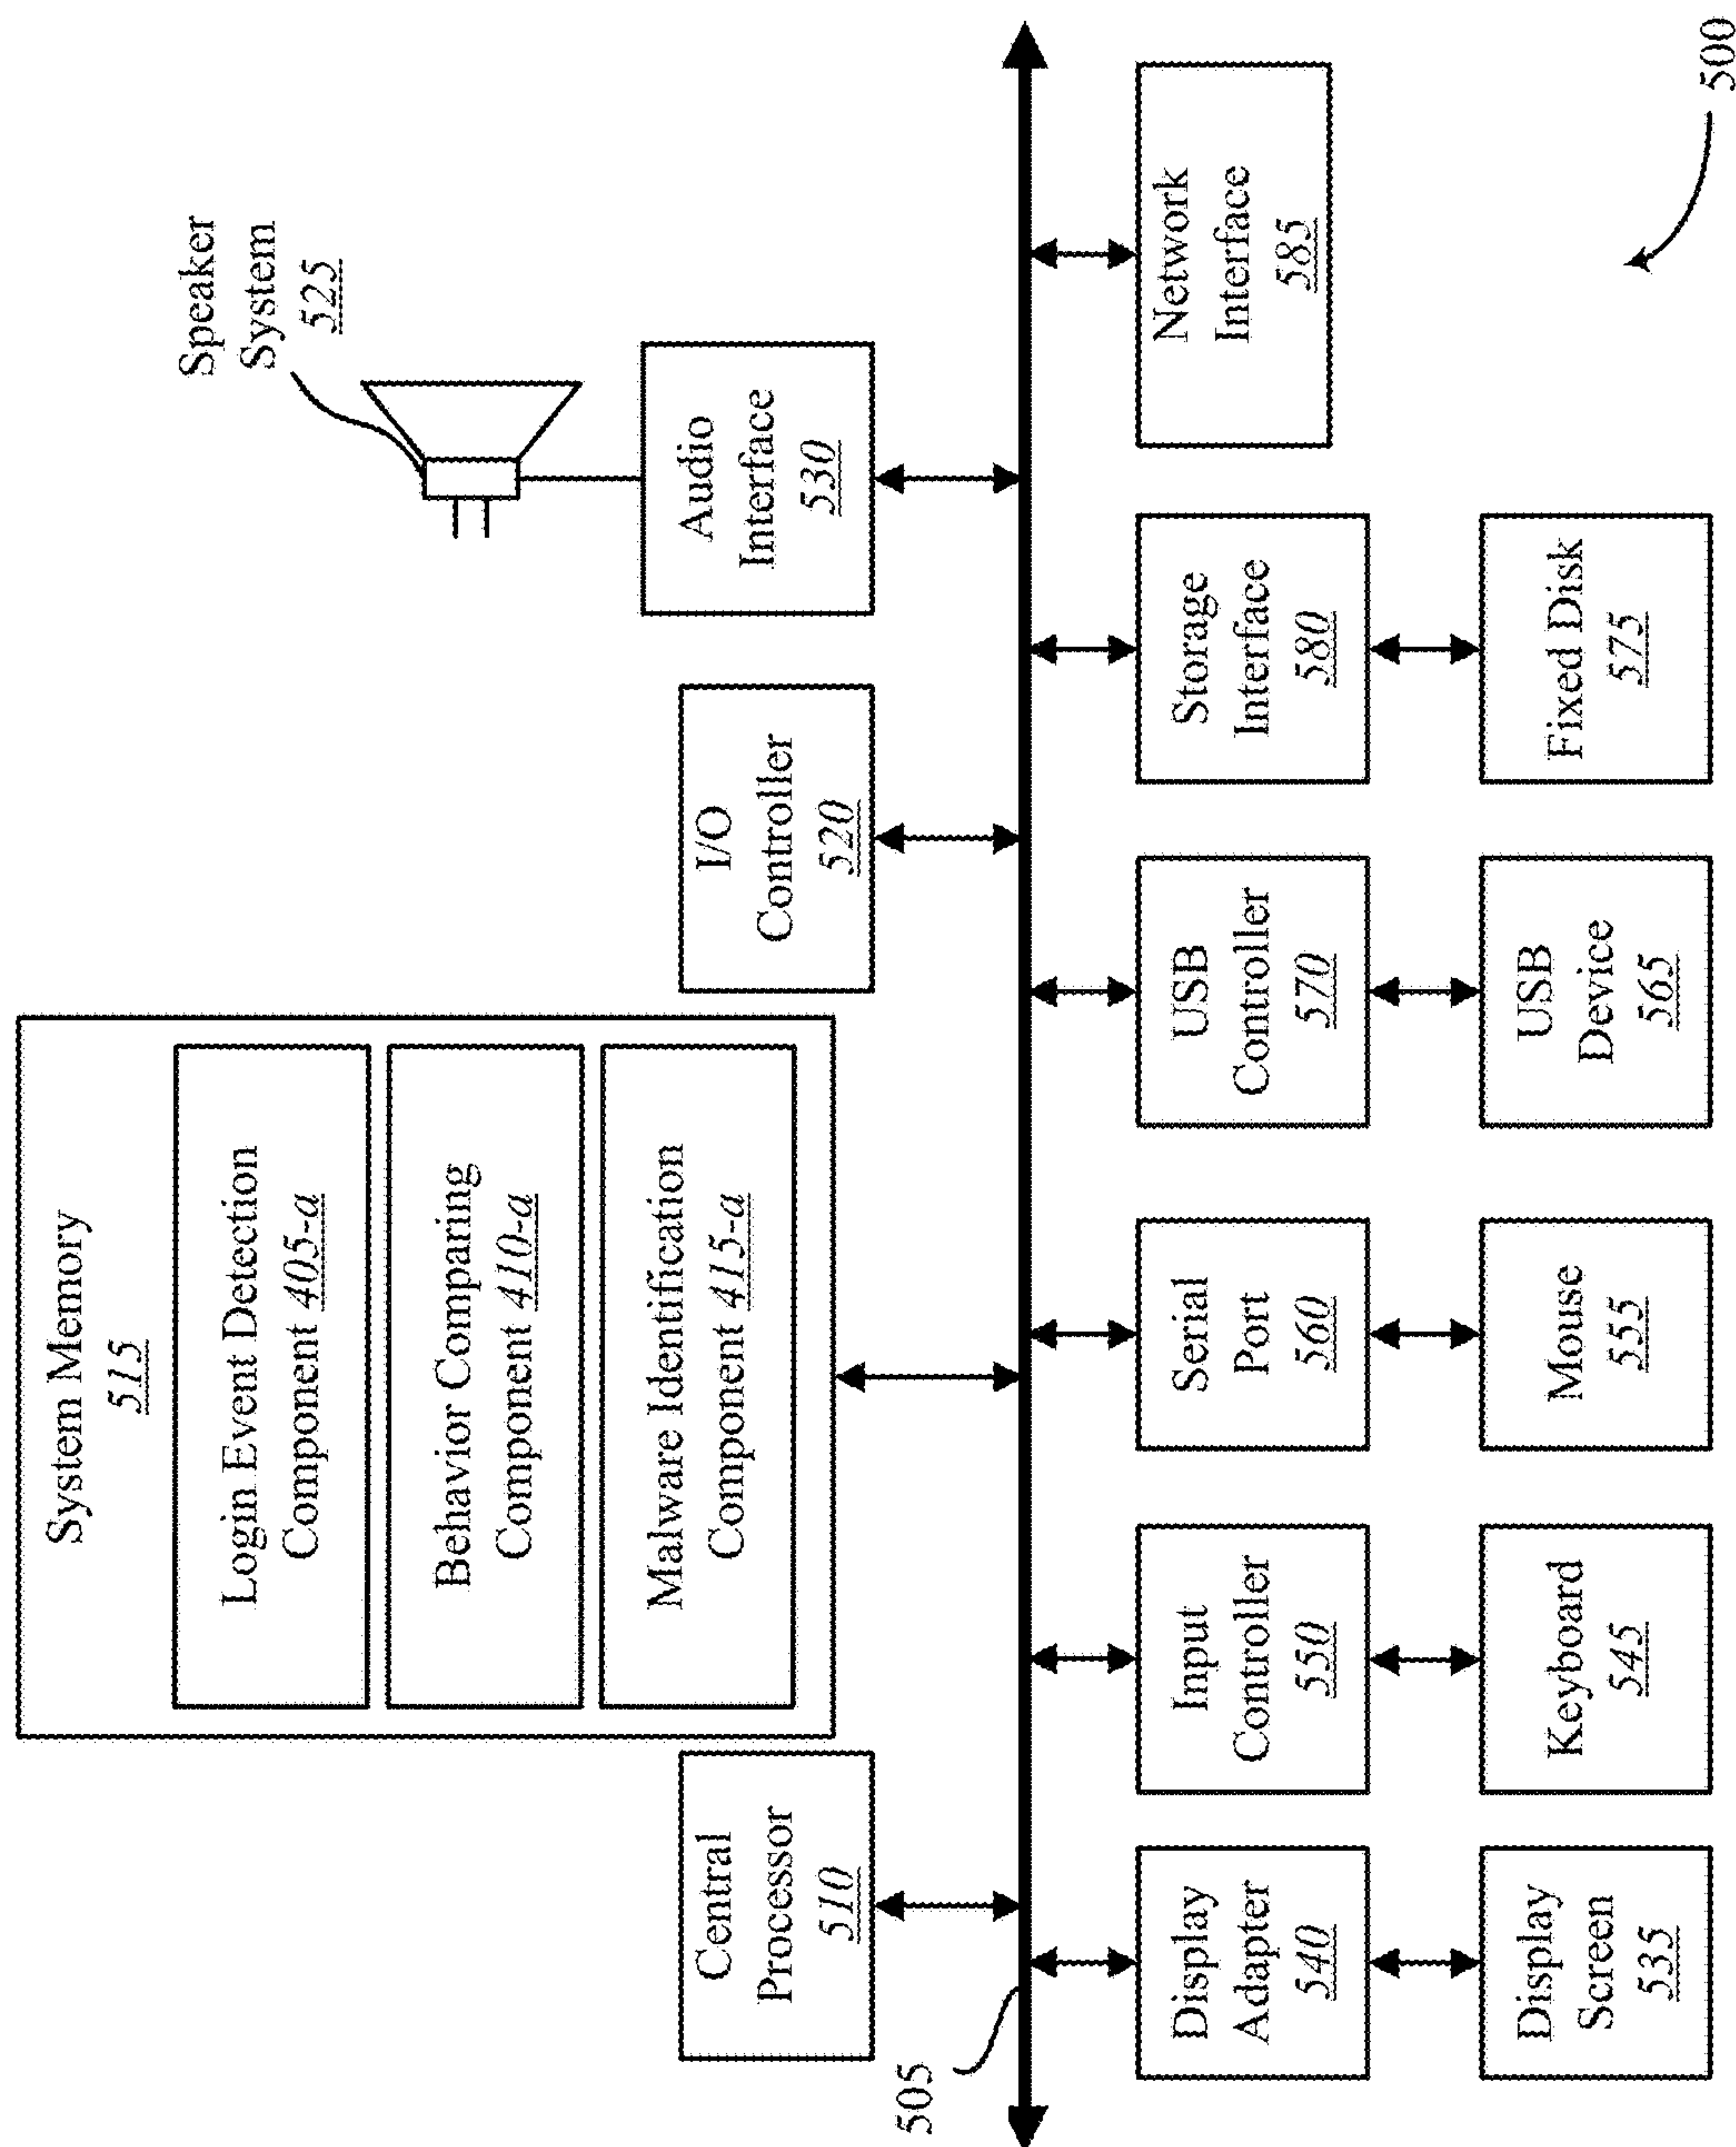 System Memory
515
Login Event Detection
Component 405-a
Behavior Comparing
Component 410-a
Malware Identification
Component 415-a
Speaker
System
525
Central
Processor
510
I/O
Controller
520
Audio
Interface
530
505
Display
Adapter
540
Input
Controller
550
Serial
Port
560
USB
Controller
570
Storage
Interface
580
Network
Interface
585
Display
Screen
535
Keyboard
545
Mouse
555
USB
Device
565
Fixed Disk
575
500